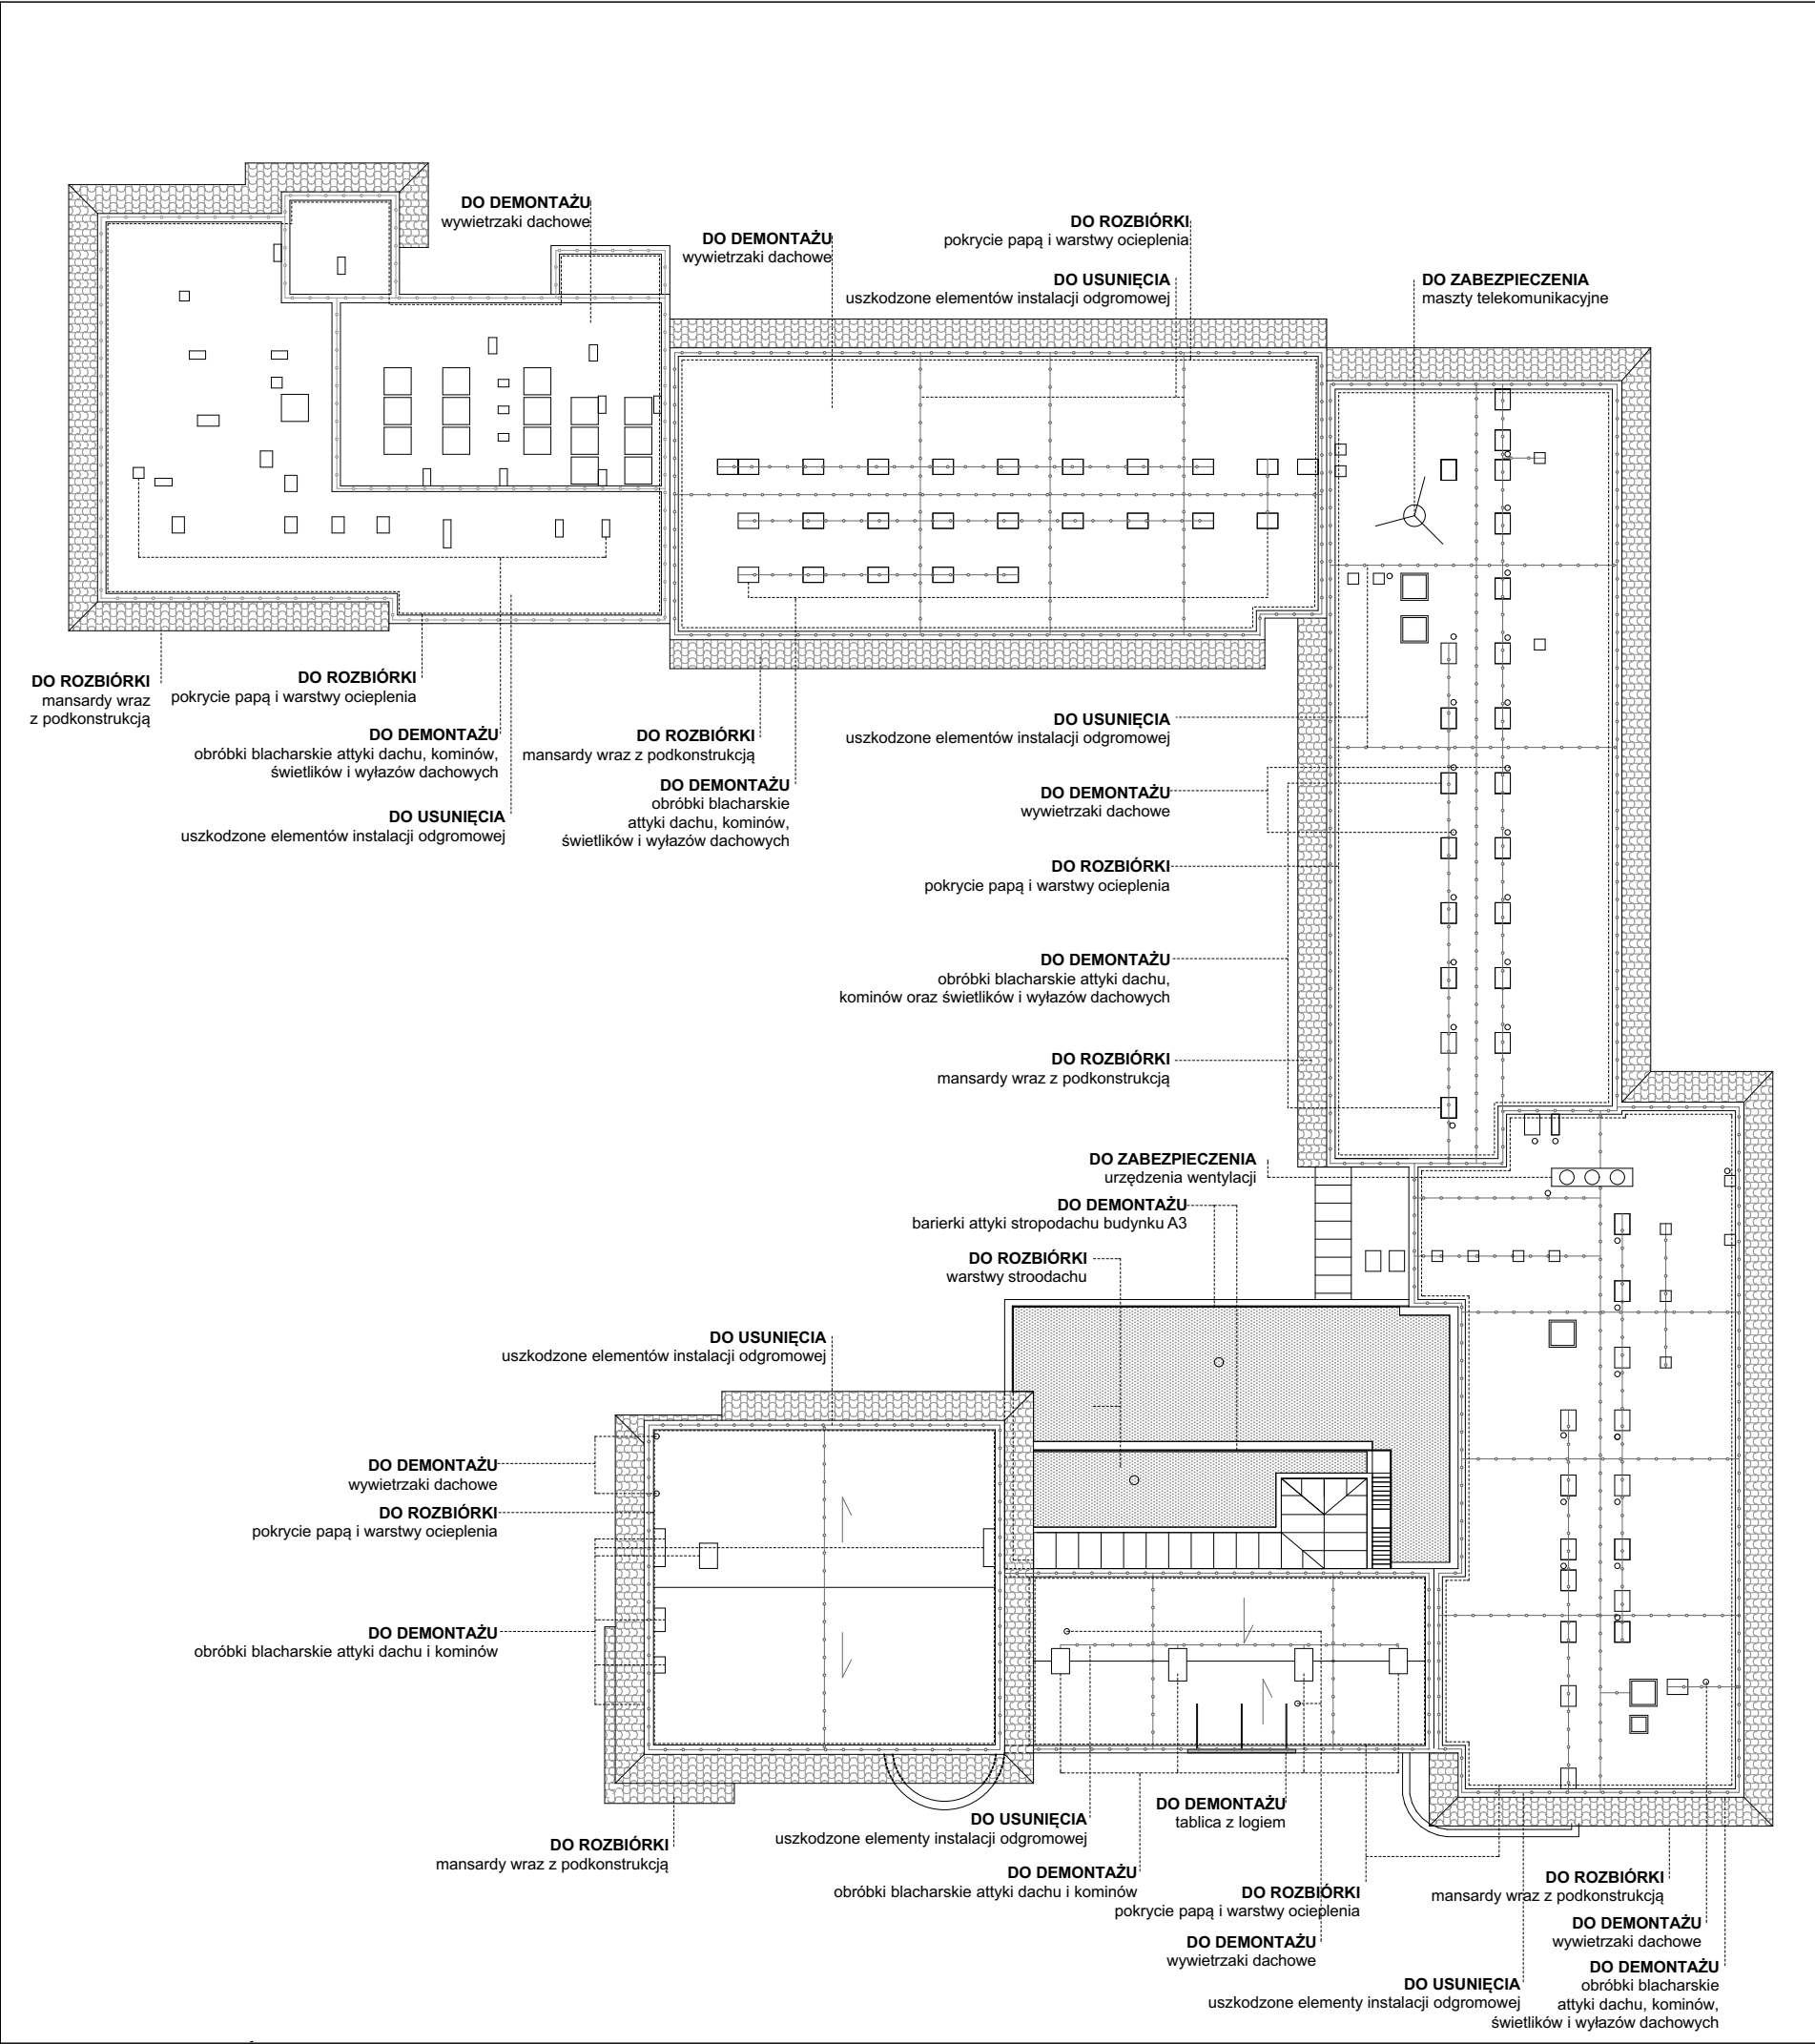 DO DEMONTAŻU
wywietrzaki dachowe
DO DEMONTAŻU
wywietrzaki dachowe
DO ROZBIÓRKI
pokrycie papą i warstwy ocieplenia
DO USUNIĘCIA
uszkodzone elementów instalacji odgromowej
DO ZABEZPIECZENIA
maszty telekomunikacyjne
DO ROZBIÓRKI
mansardy wraz
z podkonstrukcją
DO ROZBIÓRKI
pokrycie papą i warstwy ocieplenia
DO DEMONTAŻU
obróbki blacharskie attyki dachu, kominów,
świetlików i wyłazów dachowych
DO USUNIĘCIA
uszkodzone elementów instalacji odgromowej
DO ROZBIÓRKI
mansardy wraz z podkonstrukcją
DO DEMONTAŻU
obróbki blacharskie
attyki dachu, kominów,
świetlików i wyłazów dachowych
DO USUNIĘCIA
uszkodzone elementów instalacji odgromowej
DO DEMONTAŻU
wywietrzaki dachowe
DO ROZBIÓRKI
pokrycie papą i warstwy ocieplenia
DO DEMONTAŻU
obróbki blacharskie attyki dachu,
kominów oraz świetlików i wyłazów dachowych
DO ROZBIÓRKI
mansardy wraz z podkonstrukcją
DO ZABEZPIECZENIA
urzędzenia wentylacji
DO DEMONTAŻU
barierki attyki stropodachu budynku A3
DO ROZBIÓRKI
warstwy stroodachu
DO USUNIĘCIA
uszkodzone elementów instalacji odgromowej
DO DEMONTAŻU
wywietrzaki dachowe
DO ROZBIÓRKI
pokrycie papą i warstwy ocieplenia
DO DEMONTAŻU
obróbki blacharskie attyki dachu i kominów
DO ROZBIÓRKI
mansardy wraz z podkonstrukcją
DO USUNIĘCIA
uszkodzone elementy instalacji odgromowej
DO DEMONTAŻU
tablica z logiem
DO DEMONTAŻU
obróbki blacharskie attyki dachu i kominów
DO ROZBIÓRKI
pokrycie papą i warstwy ocieplenia
DO DEMONTAŻU
wywietrzaki dachowe
DO ROZBIÓRKI
mansardy wraz z podkonstrukcją
DO DEMONTAŻU
wywietrzaki dachowe
DO USUNIĘCIA
uszkodzone elementy instalacji odgromowej
DO DEMONTAŻU
obróbki blacharskie
attyki dachu, kominów,
świetlików i wyłazów dachowych